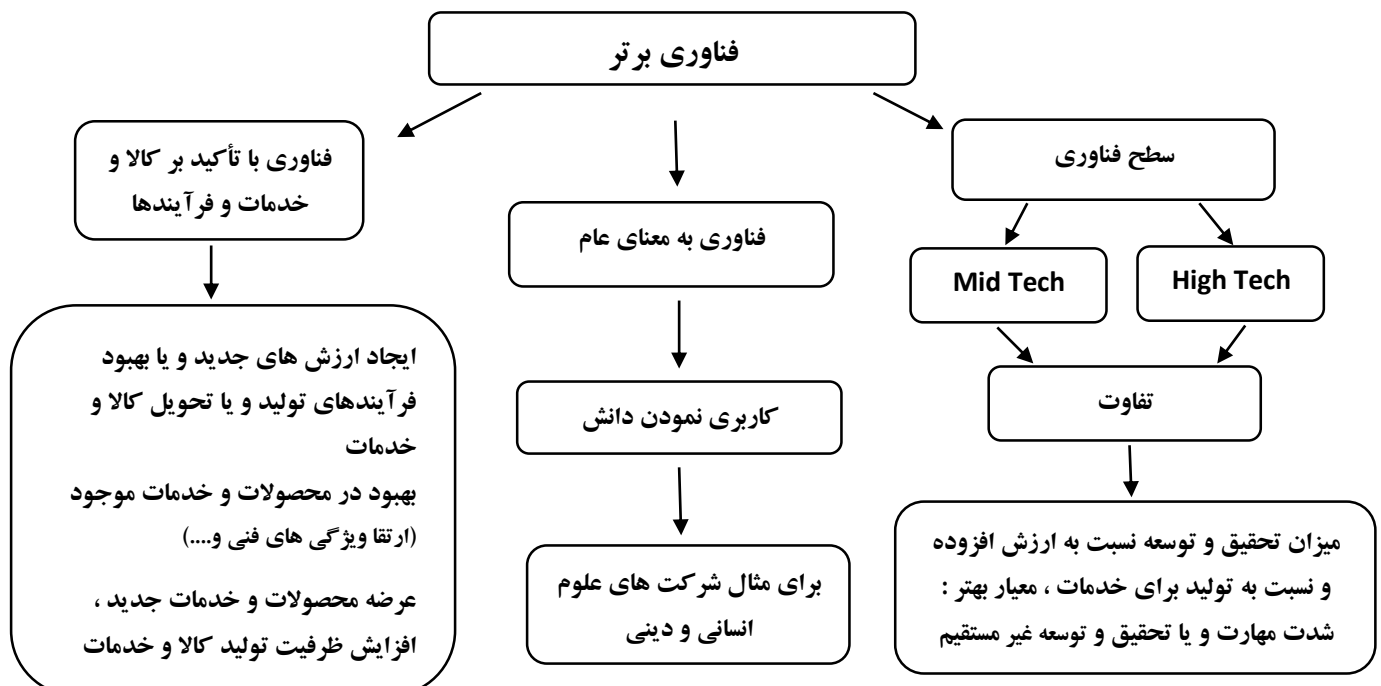 فناوری برتر
سطح فناوری
High Tech
Mid Tech
تفاوت
میزان تحقیق و توسعه نسبت به ارزش افزوده
و نسبت به تولید برای خدمات ، معیار بهتر :
شدت مهارت و یا تحقیق و توسعه غیر مستقیم
فناوری به معنای عام
کاربری نمودن دانش
برای مثال شرکت های علوم
انسانی و دینی
فناوری با تأکید بر کالا و
خدمات و فرآیندها
ایجاد ارزش های جدید و یا بهبود
فرآیندهای تولید و یا تحویل کالا و
خدمات
بهبود در محصولات و خدمات موجود
(ارتقا ویژگی های فنی و....)
عرضه محصولات و خدمات جدید ،
افزایش ظرفیت تولید کالا و خدمات